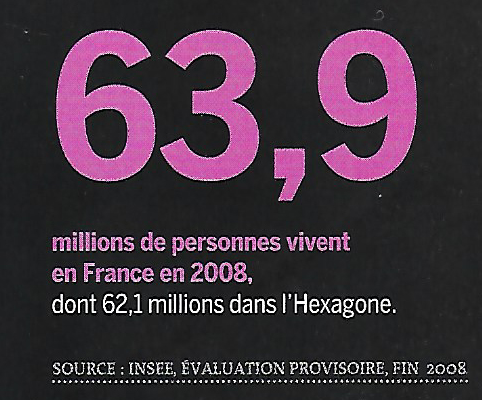 63,9
millions de personnes vivent
en France en 2008,
dont 62,1 millions dans l'Hexagone.
SOURCE : INSEE, ÉVALUATION PROVISOIRE, FIN 2008